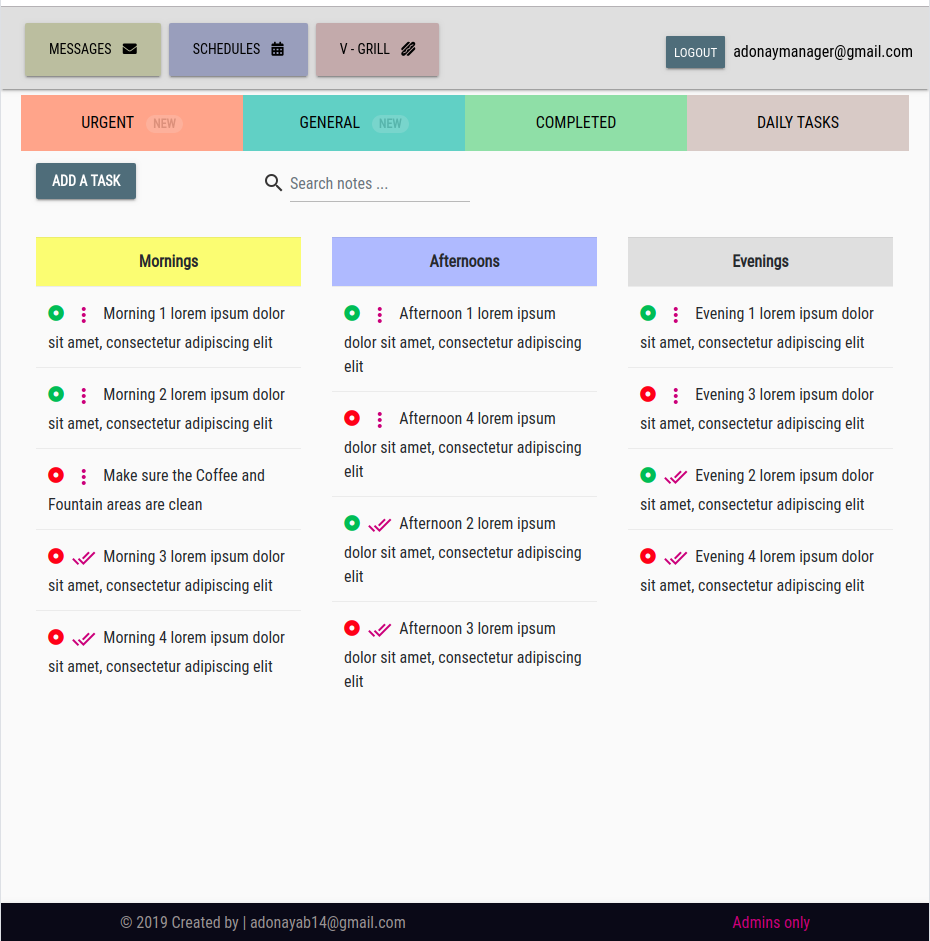 MESSAGES
SCHEDULES
V - GRILL
LOGOUT
adonaymanager@gmail.com
URGENT NEW
GENERAL NEW
COMPLETED
DAILY TASKS
ADD A TASK
Search notes ...
Mornings
Morning 1 lorem ipsum dolor
sit amet, consectetur adipiscing elit
Morning 2 lorem ipsum dolor
sit amet, consectetur adipiscing elit
Make sure the Coffee and
Fountain areas are clean
Morning 3 lorem ipsum dolor
sit amet, consectetur adipiscing elit
Morning 4 lorem ipsum dolor
sit amet, consectetur adipiscing elit
Afternoons
Afternoon 1 lorem ipsum
dolor sit amet, consectetur adipiscing
elit
Afternoon 4 lorem ipsum
dolor sit amet, consectetur adipiscing
elit
Afternoon 2 lorem ipsum
dolor sit amet, consectetur adipiscing
elit
Afternoon 3 lorem ipsum
dolor sit amet, consectetur adipiscing
elit
Evenings
Evening 1 lorem ipsum dolor
sit amet, consectetur adipiscing elit
Evening 3 lorem ipsum dolor
sit amet, consectetur adipiscing elit
Evening 2 lorem ipsum dolor
sit amet, consectetur adipiscing elit
Evening 4 lorem ipsum dolor
sit amet, consectetur adipiscing elit
© 2019 Created by | adonayab14@gmail.com
Admins only